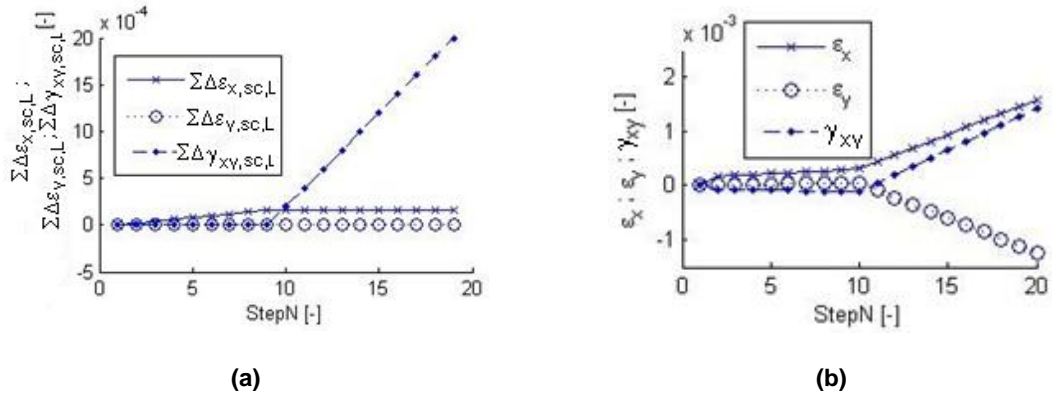 x 10⁻⁴
20
15
10
5
0
-5
0
5
10
15
20
ΣΔε_x,sc,L ;
ΣΔε_y,sc,L ; ΣΔγ_xy,sc,L [-]
StepN [-]
ΣΔε_x,sc,L
ΣΔε_y,sc,L
ΣΔγ_xy,sc,L
(a)
x 10⁻³
2
1
0
-1
0
5
10
15
20
ε_x ; ε_y ; γ_xy [-]
StepN [-]
ε_x
ε_y
γ_xy
(b)